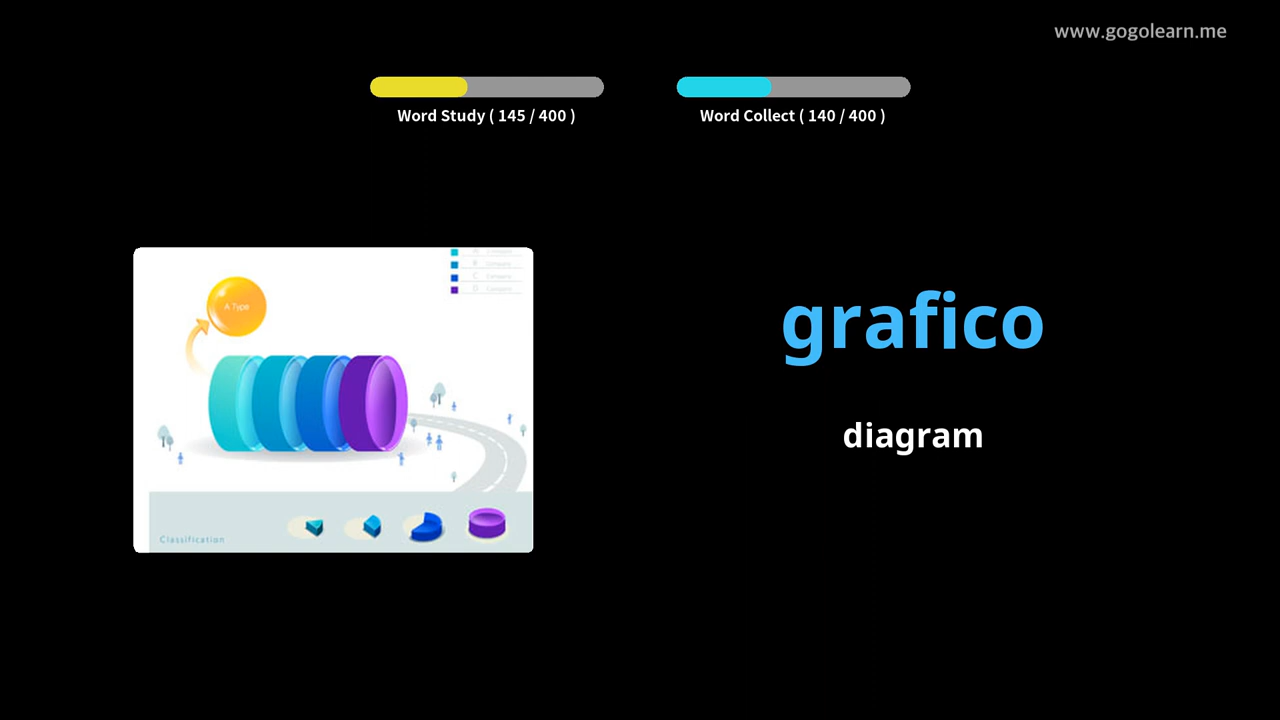 www.gogolearn.me
Word Study ( 145 / 400 )
Word Collect ( 140 / 400 )
A Type
B
C
D
grafico
diagram
Classification